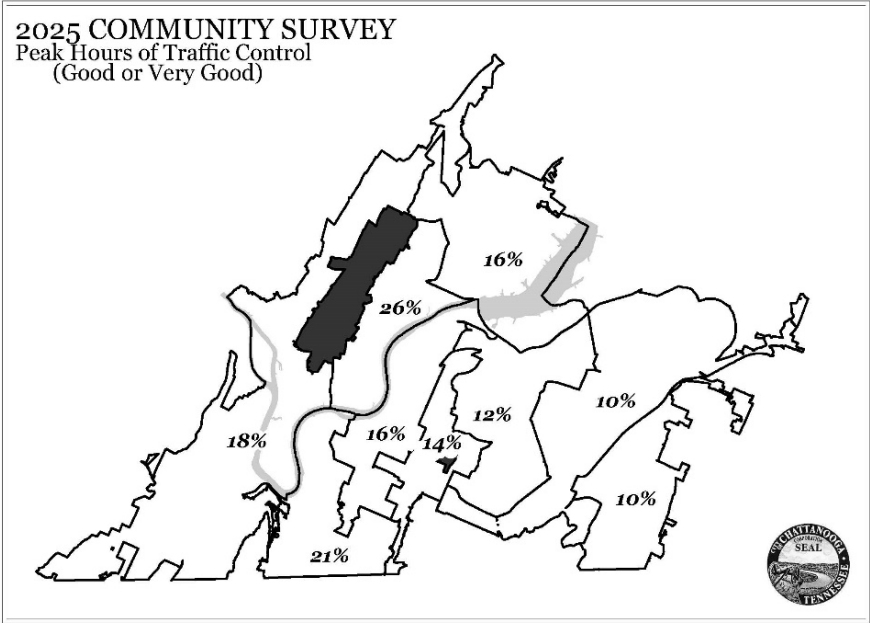 2025 COMMUNITY SURVEY
Peak Hours of Traffic Control
(Good or Very Good)
16%
26%
12%
10%
18%
16%
14%
10%
21%
CHATTANOOGA
CORPORATION
SEAL
TENNESSEE